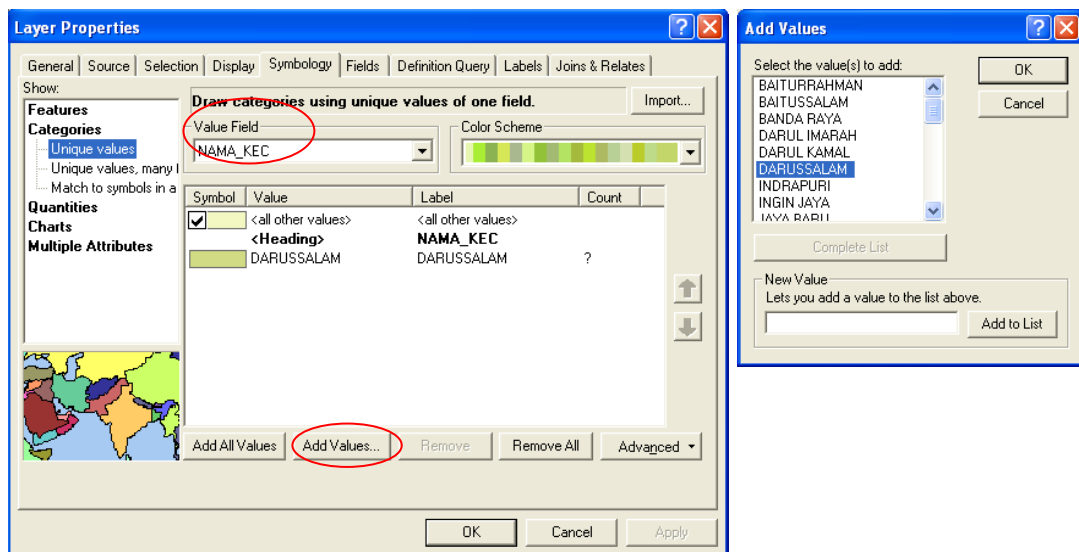 Layer Properties
General Source Selection Display Symbology Fields Definition Query Labels Joins & Relates
Show:
Features
Categories
Unique values
Unique values, many
Match to symbols in a
Quantities
Charts
Multiple Attributes
Draw categories using unique values of one field.
Import...
Value Field
NAMA_KEC
Color Scheme
Symbol Value Label Count
<all other values> <all other values>
<Heading> NAMA_KEC
DARUSSALAM DARUSSALAM ?
Add All Values Add Values... Remove Remove All Advanced
OK Cancel Apply
Add Values
Select the value(s) to add:
BAITURRAHMAN
BAITUSSALAM
BANDA RAYA
DARUL IMARAH
DARUL KAMAL
DARUSSALAM
INDRAPURI
INGIN JAYA
JAYA BARU
OK
Cancel
Complete List
New Value
Lets you add a value to the list above.
Add to List